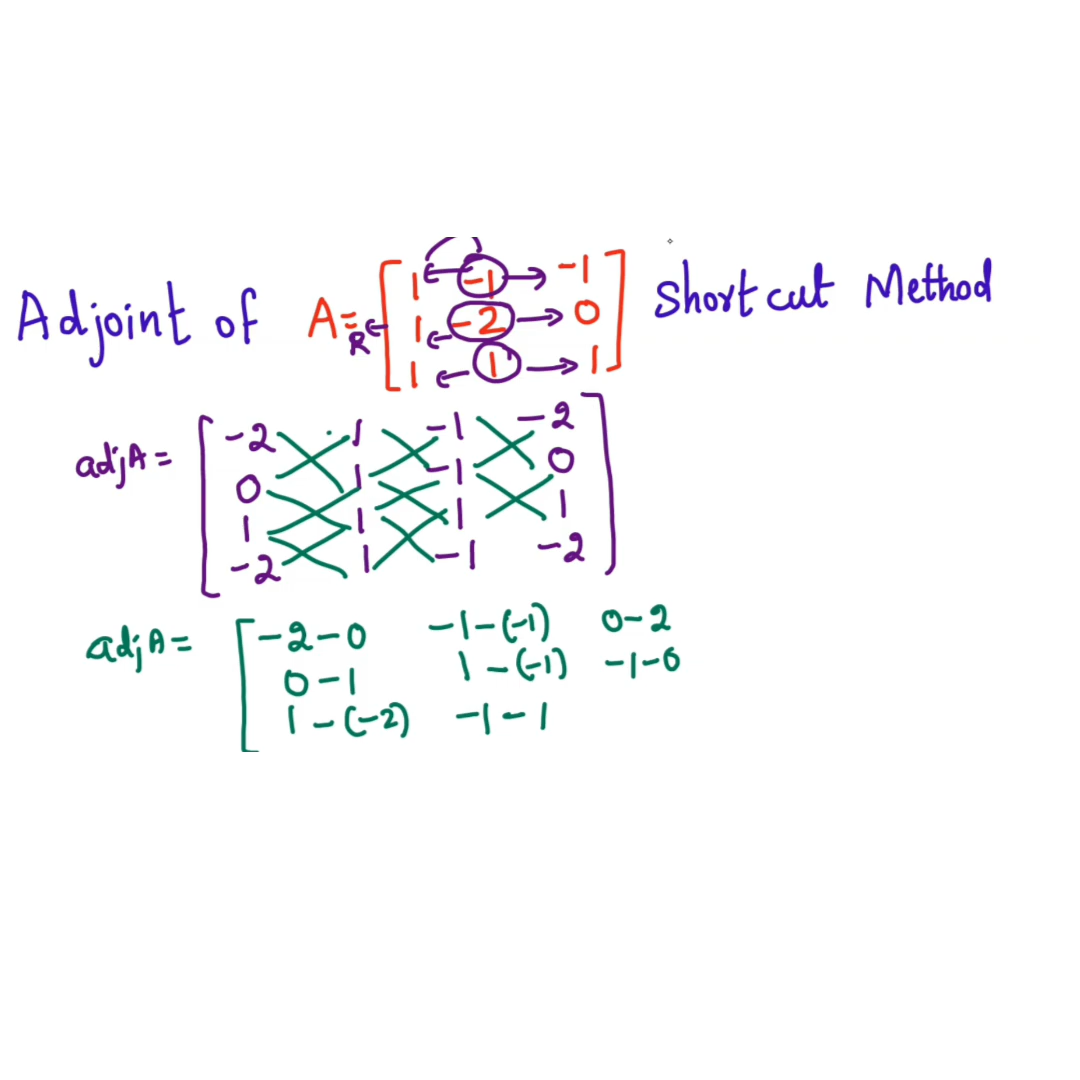 Adjoint of A= [ 1 -1 -1 ] Shortcut Method
R 1 -2 0
1 1 1
adjA = [ -2 1 -1 -2 ]
0 1 -1 0
1 1 1 1
-2 1 -1 -2
adjA = [ -2-0 -1-(-1) 0-2
0-1 1-(-1) -1-0
1-(-2) -1-1